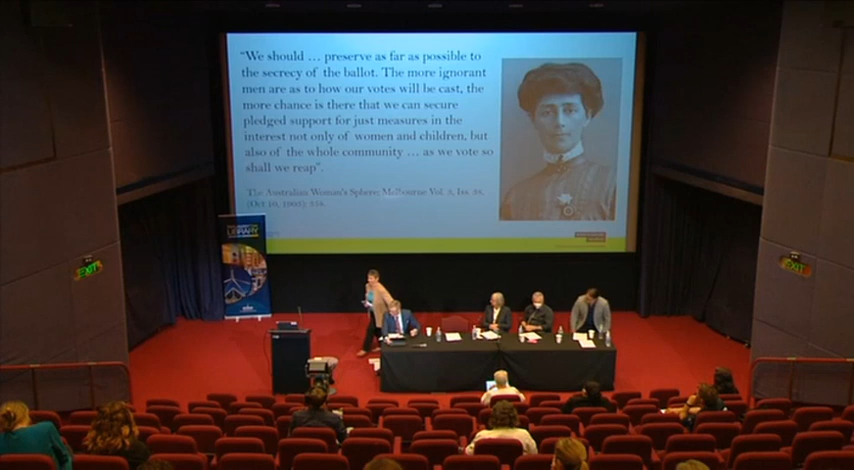 “We should … preserve as far as possible to
the secrecy of the ballot. The more ignorant
men are as to how our votes will be cast, the
more chance is there that we can secure
pledged support for just measures in the
interest not only of women and children, but
also of the whole community … as we vote so
shall we reap”.
The Australian Woman's Sphere; Melbourne Vol. 3, Iss. 38,
(Oct 10, 1903): 356.
LIBRARY
EXIT
EXIT